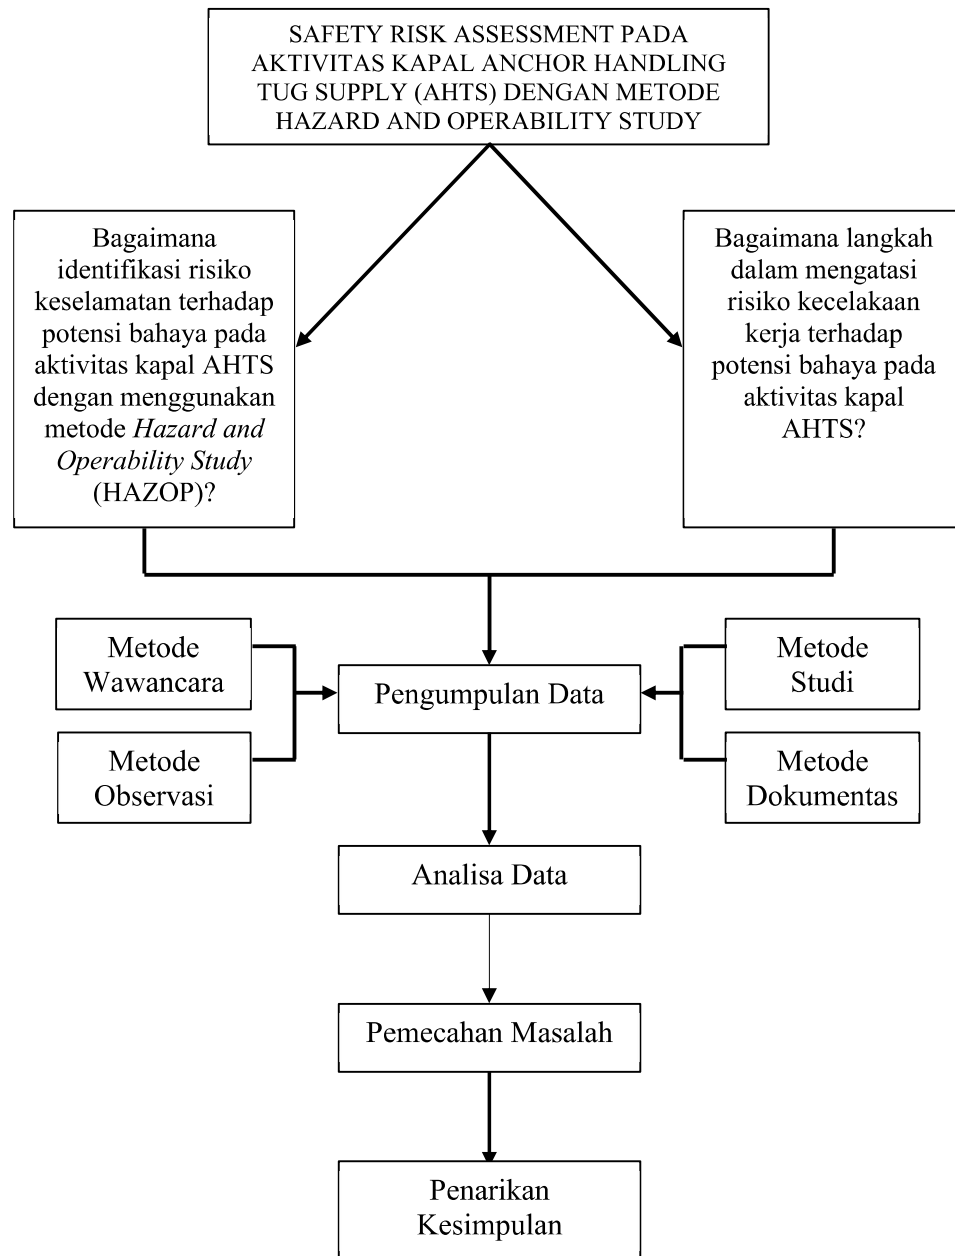 SAFETY RISK ASSESSMENT PADA
AKTIVITAS KAPAL ANCHOR HANDLING
TUG SUPPLY (AHTS) DENGAN METODE
HAZARD AND OPERABILITY STUDY
Bagaimana
identifikasi risiko
keselamatan terhadap
potensi bahaya pada
aktivitas kapal AHTS
dengan menggunakan
metode Hazard and
Operability Study
(HAZOP)?
Bagaimana langkah
dalam mengatasi
risiko kecelakaan
kerja terhadap
potensi bahaya pada
aktivitas kapal
AHTS?
Metode
Wawancara
Metode
Observasi
Pengumpulan Data
Metode
Studi
Metode
Dokumentas
Analisa Data
Pemecahan Masalah
Penarikan
Kesimpulan